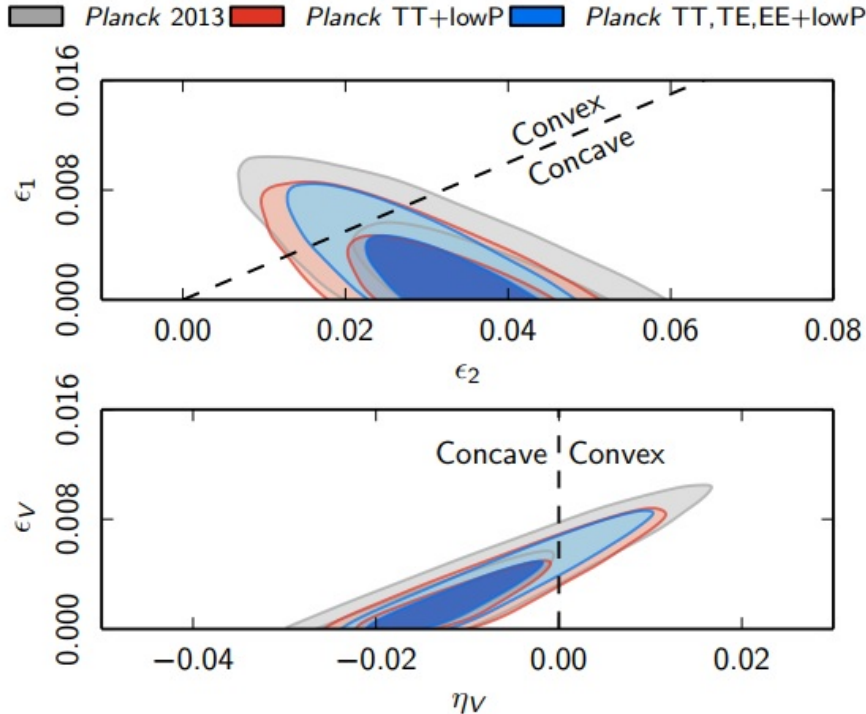 Planck 2013 Planck TT+lowP Planck TT,TE,EE+lowP
0.016
0.008
0.000
ϵ1
Convex
Concave
0.00 0.02 0.04 0.06 0.08
ϵ2
0.016
0.008
0.000
ϵV
Concave Convex
−0.04 −0.02 0.00 0.02
ηV